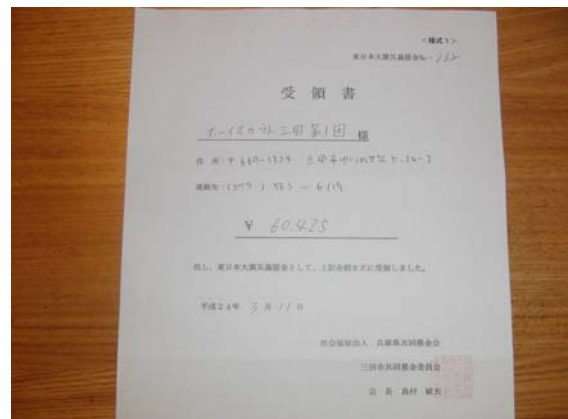 <様式1>
東日本大震災義援金No-112
受領書
ボーイスカウト三田第1団 様
住所:〒669-1324
連絡先:(079)
¥ 60.425
但し、東日本大震災義援金として、上記金額を正に受領しました。
平成24年 3月11日
社会福祉法人 兵庫県共同募金会
三田市共同募金委員会
会長 島村